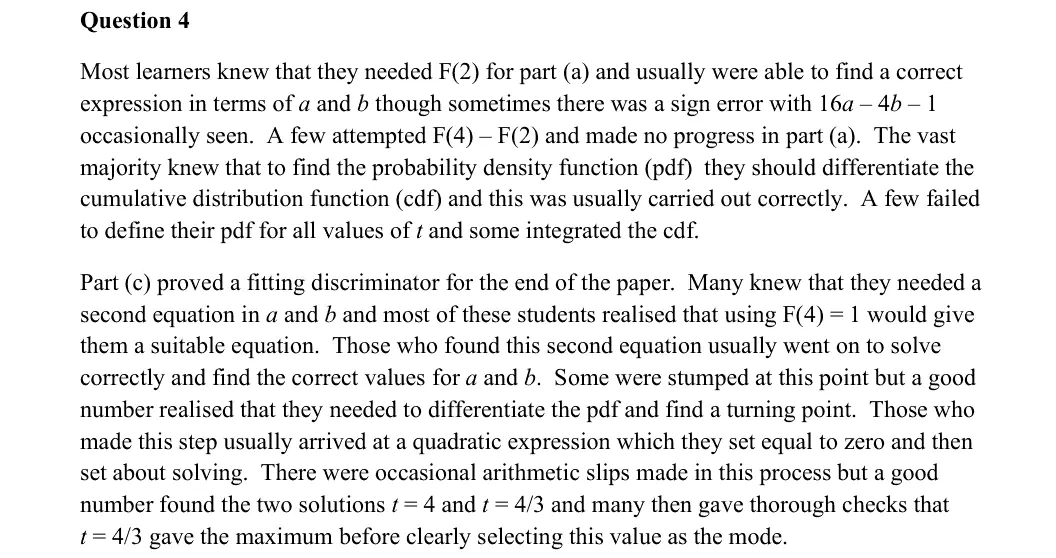 Question 4
Most learners knew that they needed F(2) for part (a) and usually were able to find a correct
expression in terms of a and b though sometimes there was a sign error with 16a – 4b – 1
occasionally seen.  A few attempted F(4) – F(2) and made no progress in part (a).  The vast
majority knew that to find the probability density function (pdf)  they should differentiate the
cumulative distribution function (cdf) and this was usually carried out correctly.  A few failed
to define their pdf for all values of t and some integrated the cdf.
Part (c) proved a fitting discriminator for the end of the paper.  Many knew that they needed a
second equation in a and b and most of these students realised that using F(4) = 1 would give
them a suitable equation.  Those who found this second equation usually went on to solve
correctly and find the correct values for a and b.  Some were stumped at this point but a good
number realised that they needed to differentiate the pdf and find a turning point.  Those who
made this step usually arrived at a quadratic expression which they set equal to zero and then
set about solving.  There were occasional arithmetic slips made in this process but a good
number found the two solutions t = 4 and t = 4/3 and many then gave thorough checks that
t = 4/3 gave the maximum before clearly selecting this value as the mode.